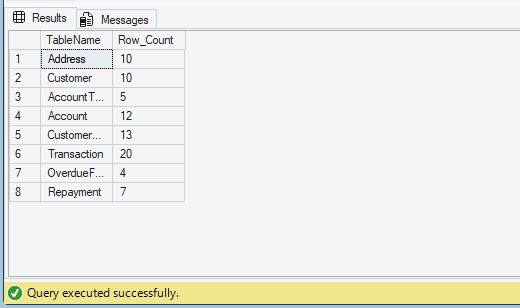 Results Messages
TableName Row_Count
1 Address 10
2 Customer 10
3 AccountT... 5
4 Account 12
5 Customer... 13
6 Transaction 20
7 OverdueF... 4
8 Repayment 7
Query executed successfully.